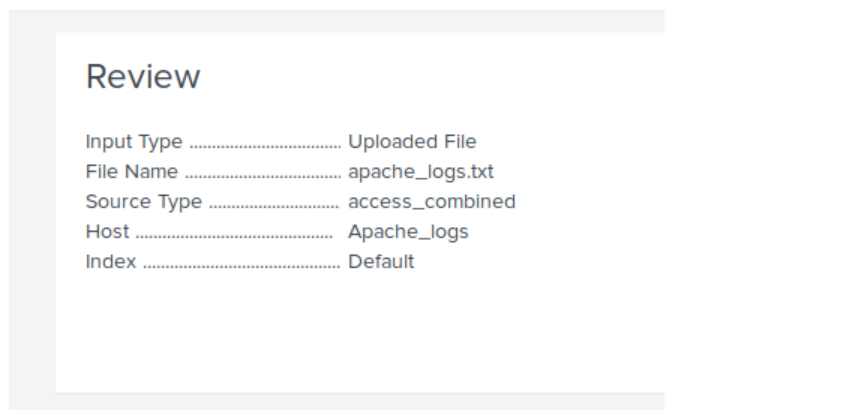 Review
Input Type ..................................... Uploaded File
File Name ...................................... apache_logs.txt
Source Type ................................ access_combined
Host ................................................ Apache_logs
Index ................................................ Default